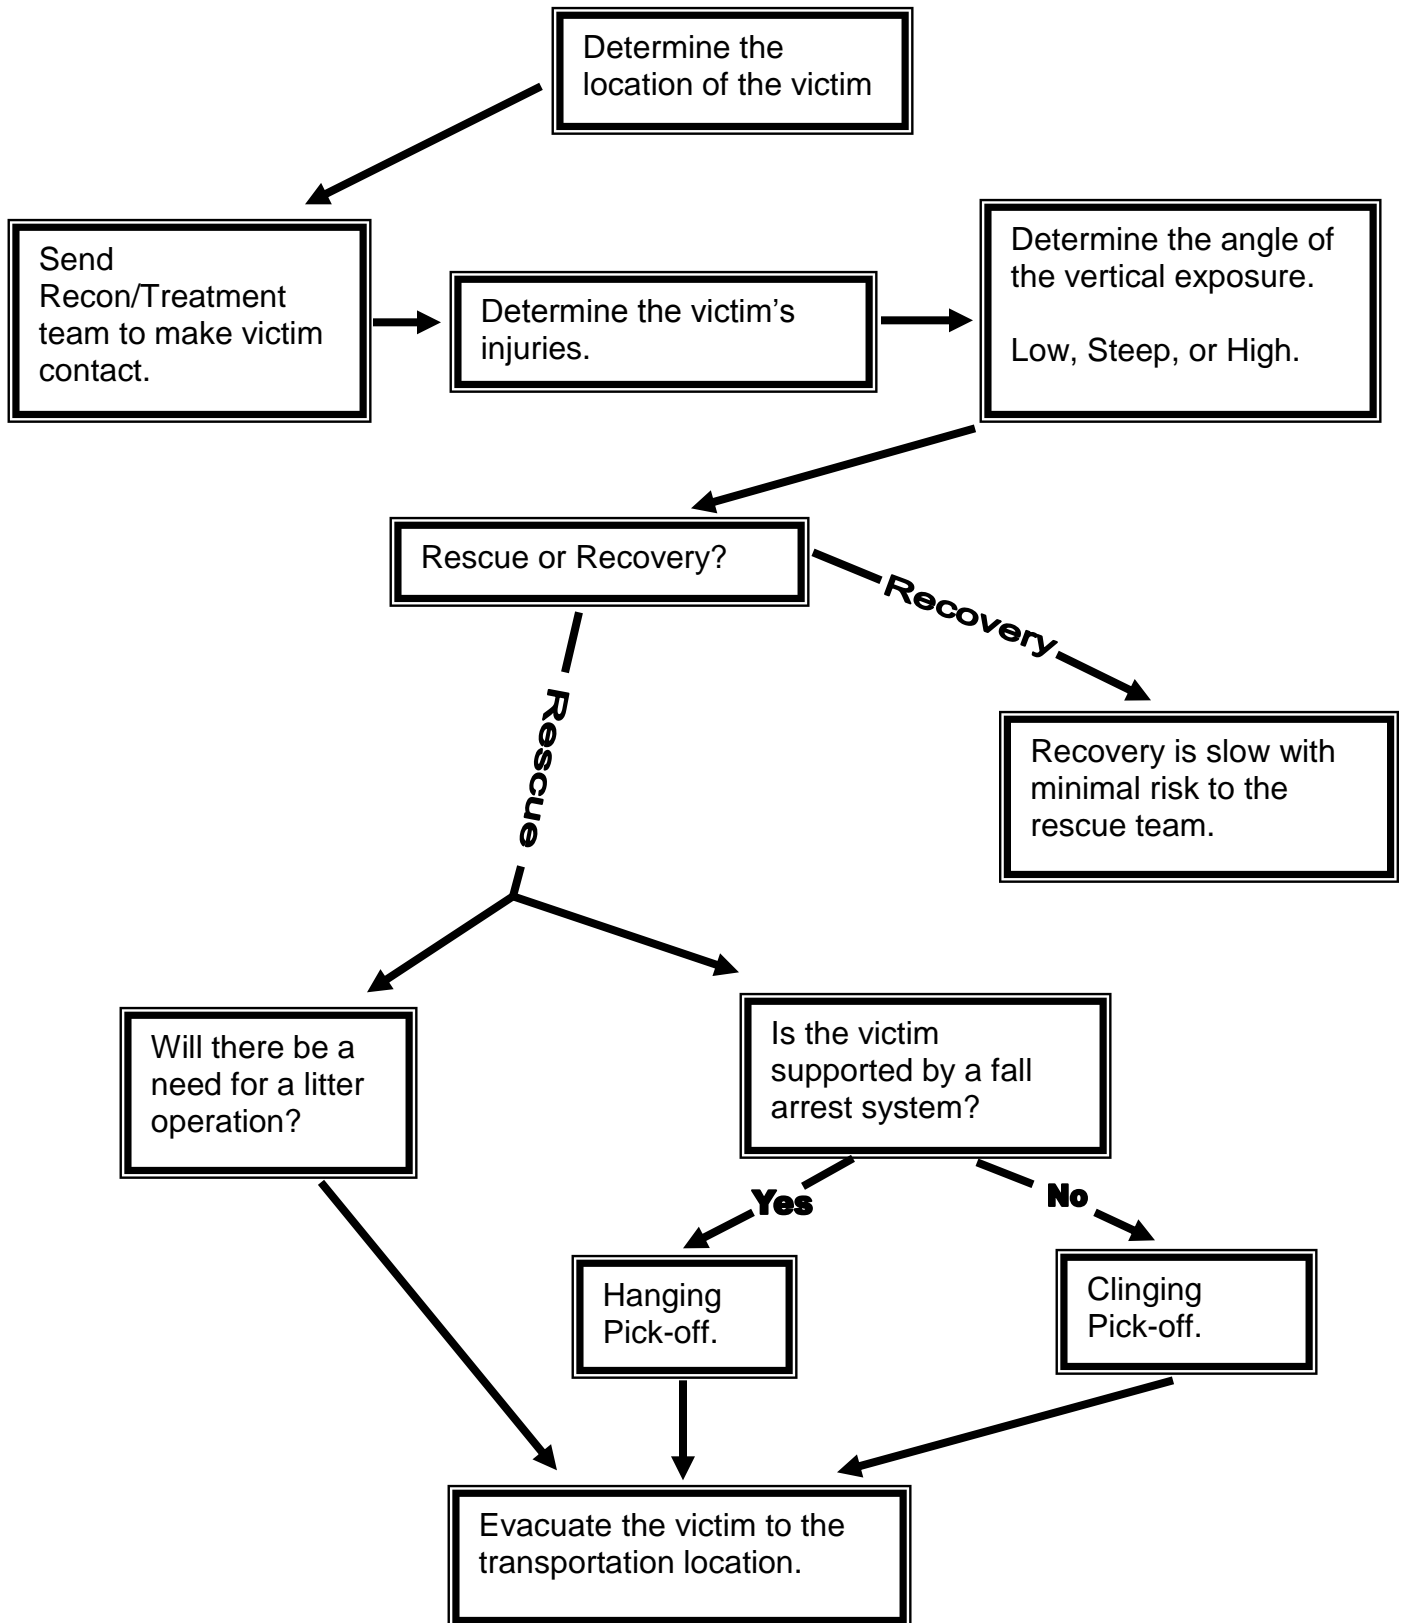 Determine the
location of the victim
Send
Recon/Treatment
team to make victim
contact.
Determine the victim’s
injuries.
Determine the angle of
the vertical exposure.
Low, Steep, or High.
Rescue or Recovery?
Recovery
Rescue
Recovery is slow with
minimal risk to the
rescue team.
Will there be a
need for a litter
operation?
Is the victim
supported by a fall
arrest system?
Yes
No
Hanging
Pick-off.
Clinging
Pick-off.
Evacuate the victim to the
transportation location.